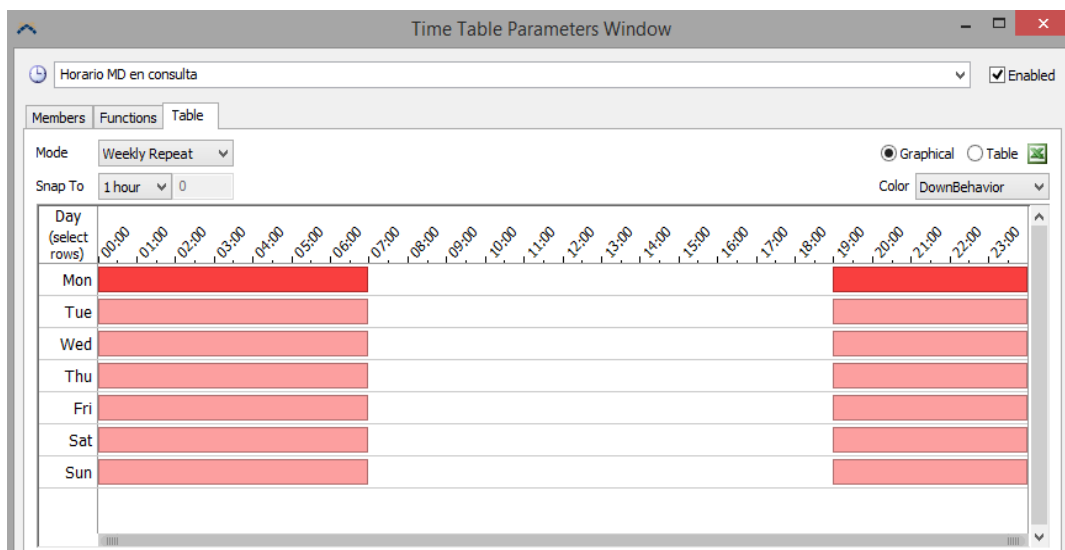 Time Table Parameters Window
Horario MD en consulta Enabled
Members Functions Table
Mode Weekly Repeat Graphical Table
Snap To 1 hour 0 Color DownBehavior
Day (select rows) 00:00 01:00 02:00 03:00 04:00 05:00 06:00 07:00 08:00 09:00 10:00 11:00 12:00 13:00 14:00 15:00 16:00 17:00 18:00 19:00 20:00 21:00 22:00 23:00
Mon
Tue
Wed
Thu
Fri
Sat
Sun